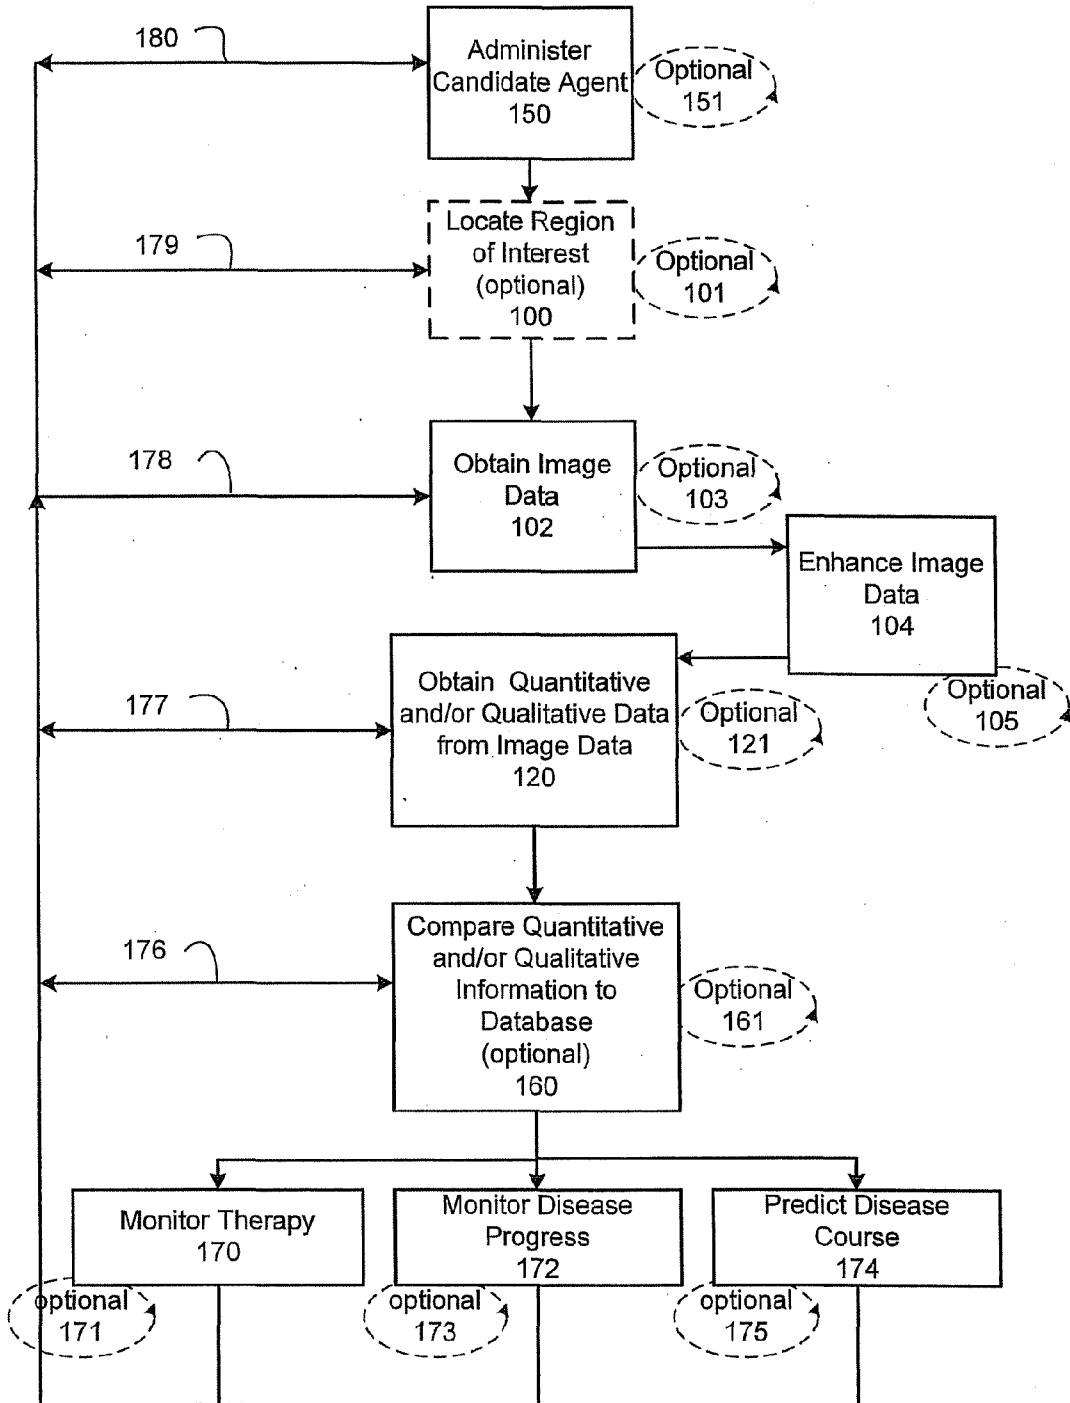 180
Administer
Candidate Agent
150
Optional
151
179
Locate Region
of Interest
(optional)
100
Optional
101
178
Obtain Image
Data
102
Optional
103
Enhance Image
Data
104
Optional
105
177
Obtain Quantitative
and/or Qualitative Data
from Image Data
120
Optional
121
176
Compare Quantitative
and/or Qualitative
Information to
Database
(optional)
160
Optional
161
Monitor Therapy
170
optional
171
Monitor Disease
Progress
172
optional
173
Predict Disease
Course
174
optional
175